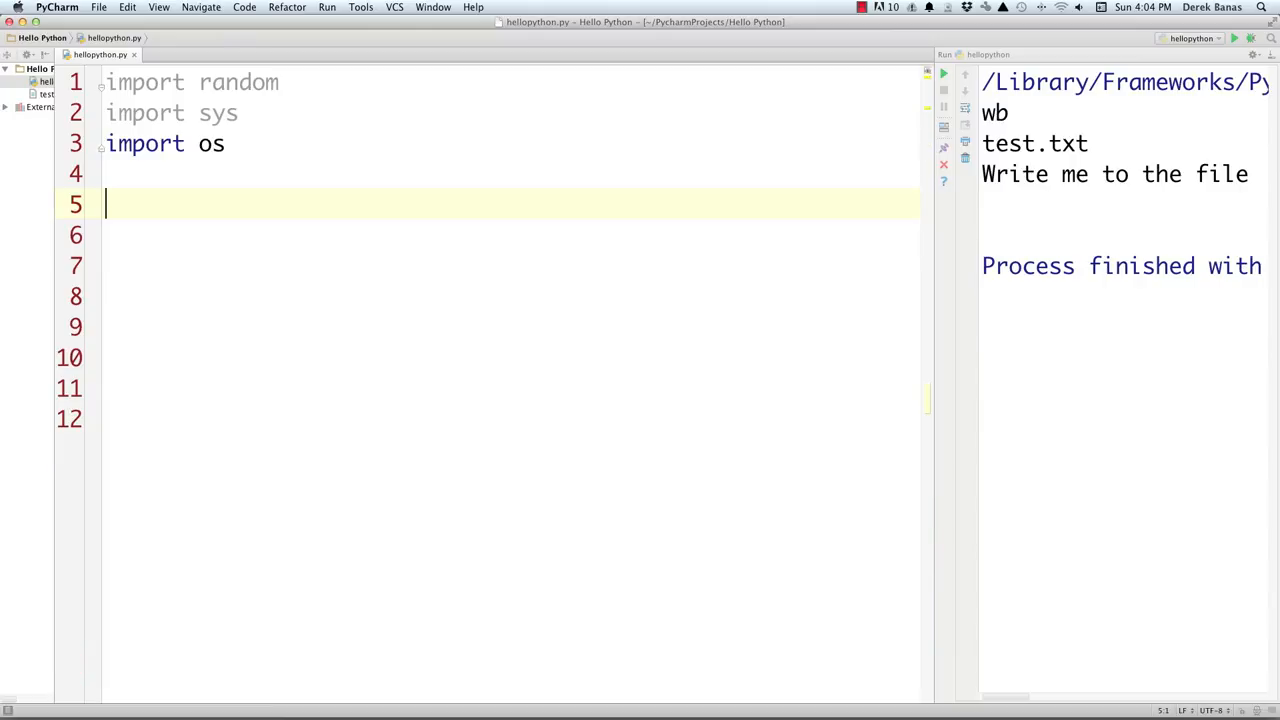 PyCharm File Edit View Navigate Code Refactor Run Tools VCS Window Help 10 Sun 4:04 PM Derek Banas
hellopython.py – Hello Python – [~/PycharmProjects/Hello Python]
Hello Python hellopython.py hellopython
hellopython.py × Run hellopython
Hello P
hell
test
Externa
1 import random
2 import sys
3 import os
4
5
6
7
8
9
10
11
12
/Library/Frameworks/Py
wb
test.txt
Write me to the file
Process finished with
5:1 LF UTF-8